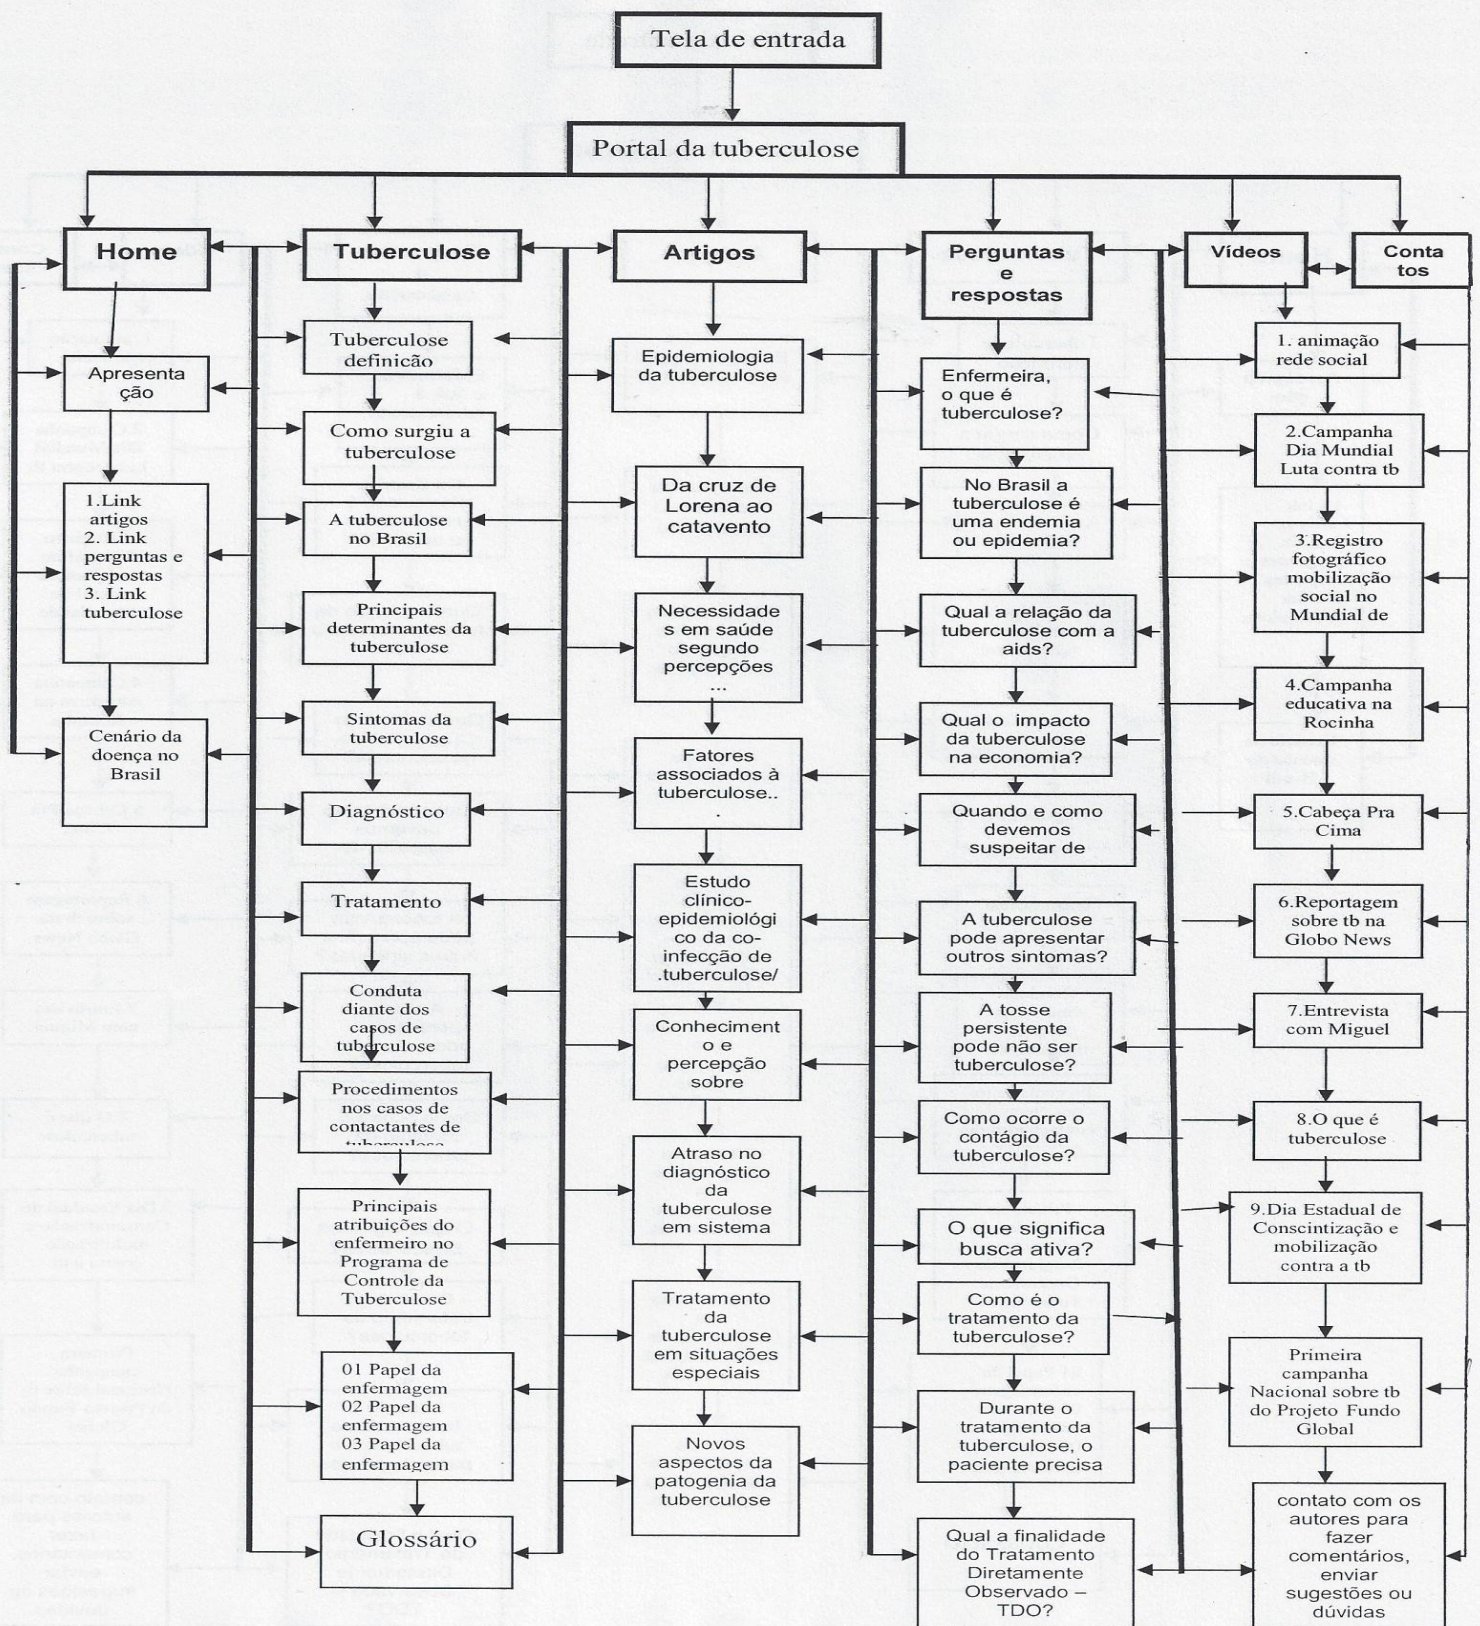 Tela de entrada
Portal da tuberculose
Home
Apresenta
ção
1.Link
artigos
2. Link
perguntas e
respostas
3. Link
tuberculose
Cenário da
doença no
Brasil
Tuberculose
Tuberculose
definicão
Como surgiu a
tuberculose
A tuberculose
no Brasil
Principais
determinantes da
tuberculose
Sintomas da
tuberculose
Diagnóstico
Tratamento
Conduta
diante dos
casos de
tuberculose
Procedimentos
nos casos de
contactantes de
tuberculose
Principais
atribuições do
enfermeiro no
Programa de
Controle da
Tuberculose
01 Papel da
enfermagem
02 Papel da
enfermagem
03 Papel da
enfermagem
Glossário
Artigos
Epidemiologia
da tuberculose
Da cruz de
Lorena ao
catavento
Necessidade
s em saúde
segundo
percepções
...
Fatores
associados à
tuberculose..
.
Estudo
clínico-
epidemiológi
co da co-
infecção de
.tuberculose/
Conheciment
o e
percepção
sobre
Atraso no
diagnóstico
da
tuberculose
em sistema
Tratamento
da
tuberculose
em situações
especiais
Novos
aspectos da
patogenia da
tuberculose
Perguntas
e
respostas
Enfermeira,
o que é
tuberculose?
No Brasil a
tuberculose é
uma endemia
ou epidemia?
Qual a relação da
tuberculose com a
aids?
Qual o impacto
da tuberculose
na economia?
Quando e como
devemos
suspeitar de
A tuberculose
pode apresentar
outros sintomas?
A tosse
persistente
pode não ser
tuberculose?
Como ocorre o
contágio da
tuberculose?
O que significa
busca ativa?
Como é o
tratamento da
tuberculose?
Durante o
tratamento da
tuberculose, o
paciente precisa
Qual a finalidade
do Tratamento
Diretamente
Observado –
TDO?
Vídeos
1. animação
rede social
2.Campanha
Dia Mundial
Luta contra tb
3.Registro
fotográfico
mobilização
social no
Mundial de
4.Campanha
educativa na
Rocinha
5.Cabeça Pra
Cima
6.Reportagem
sobre tb na
Globo News
7.Entrevista
com Miguel
8.O que é
tuberculose
9.Dia Estadual de
Conscintização e
mobilização
contra a tb
Primeira
campanha
Nacional sobre tb
do Projeto Fundo
Global
Conta
tos
contato com os
autores para
fazer
comentários,
enviar
sugestões ou
dúvidas